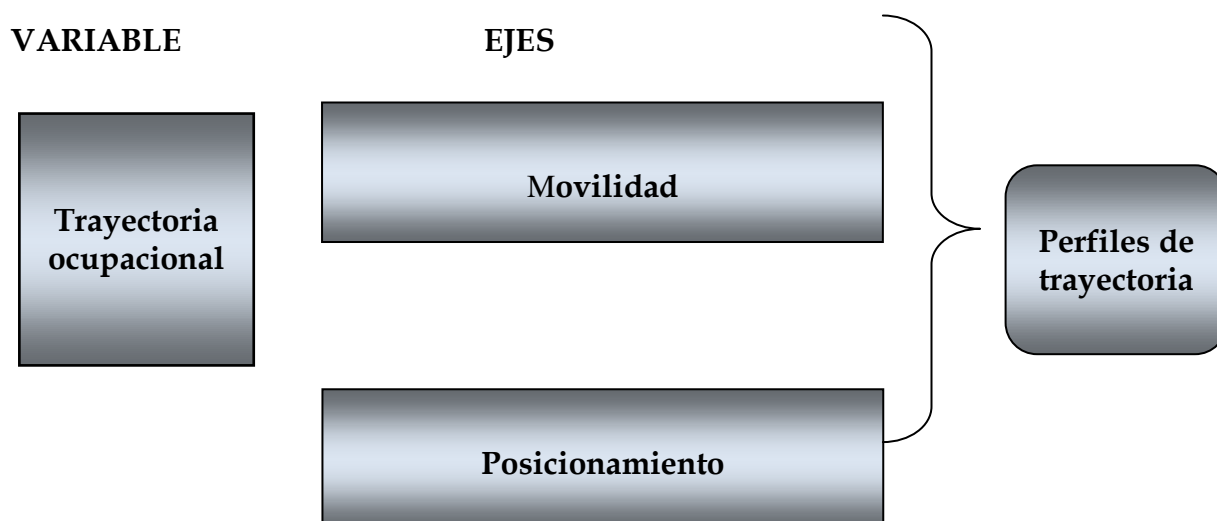 VARIABLE
EJES
Trayectoria
ocupacional
Movilidad
Posicionamiento
Perfiles de
trayectoria